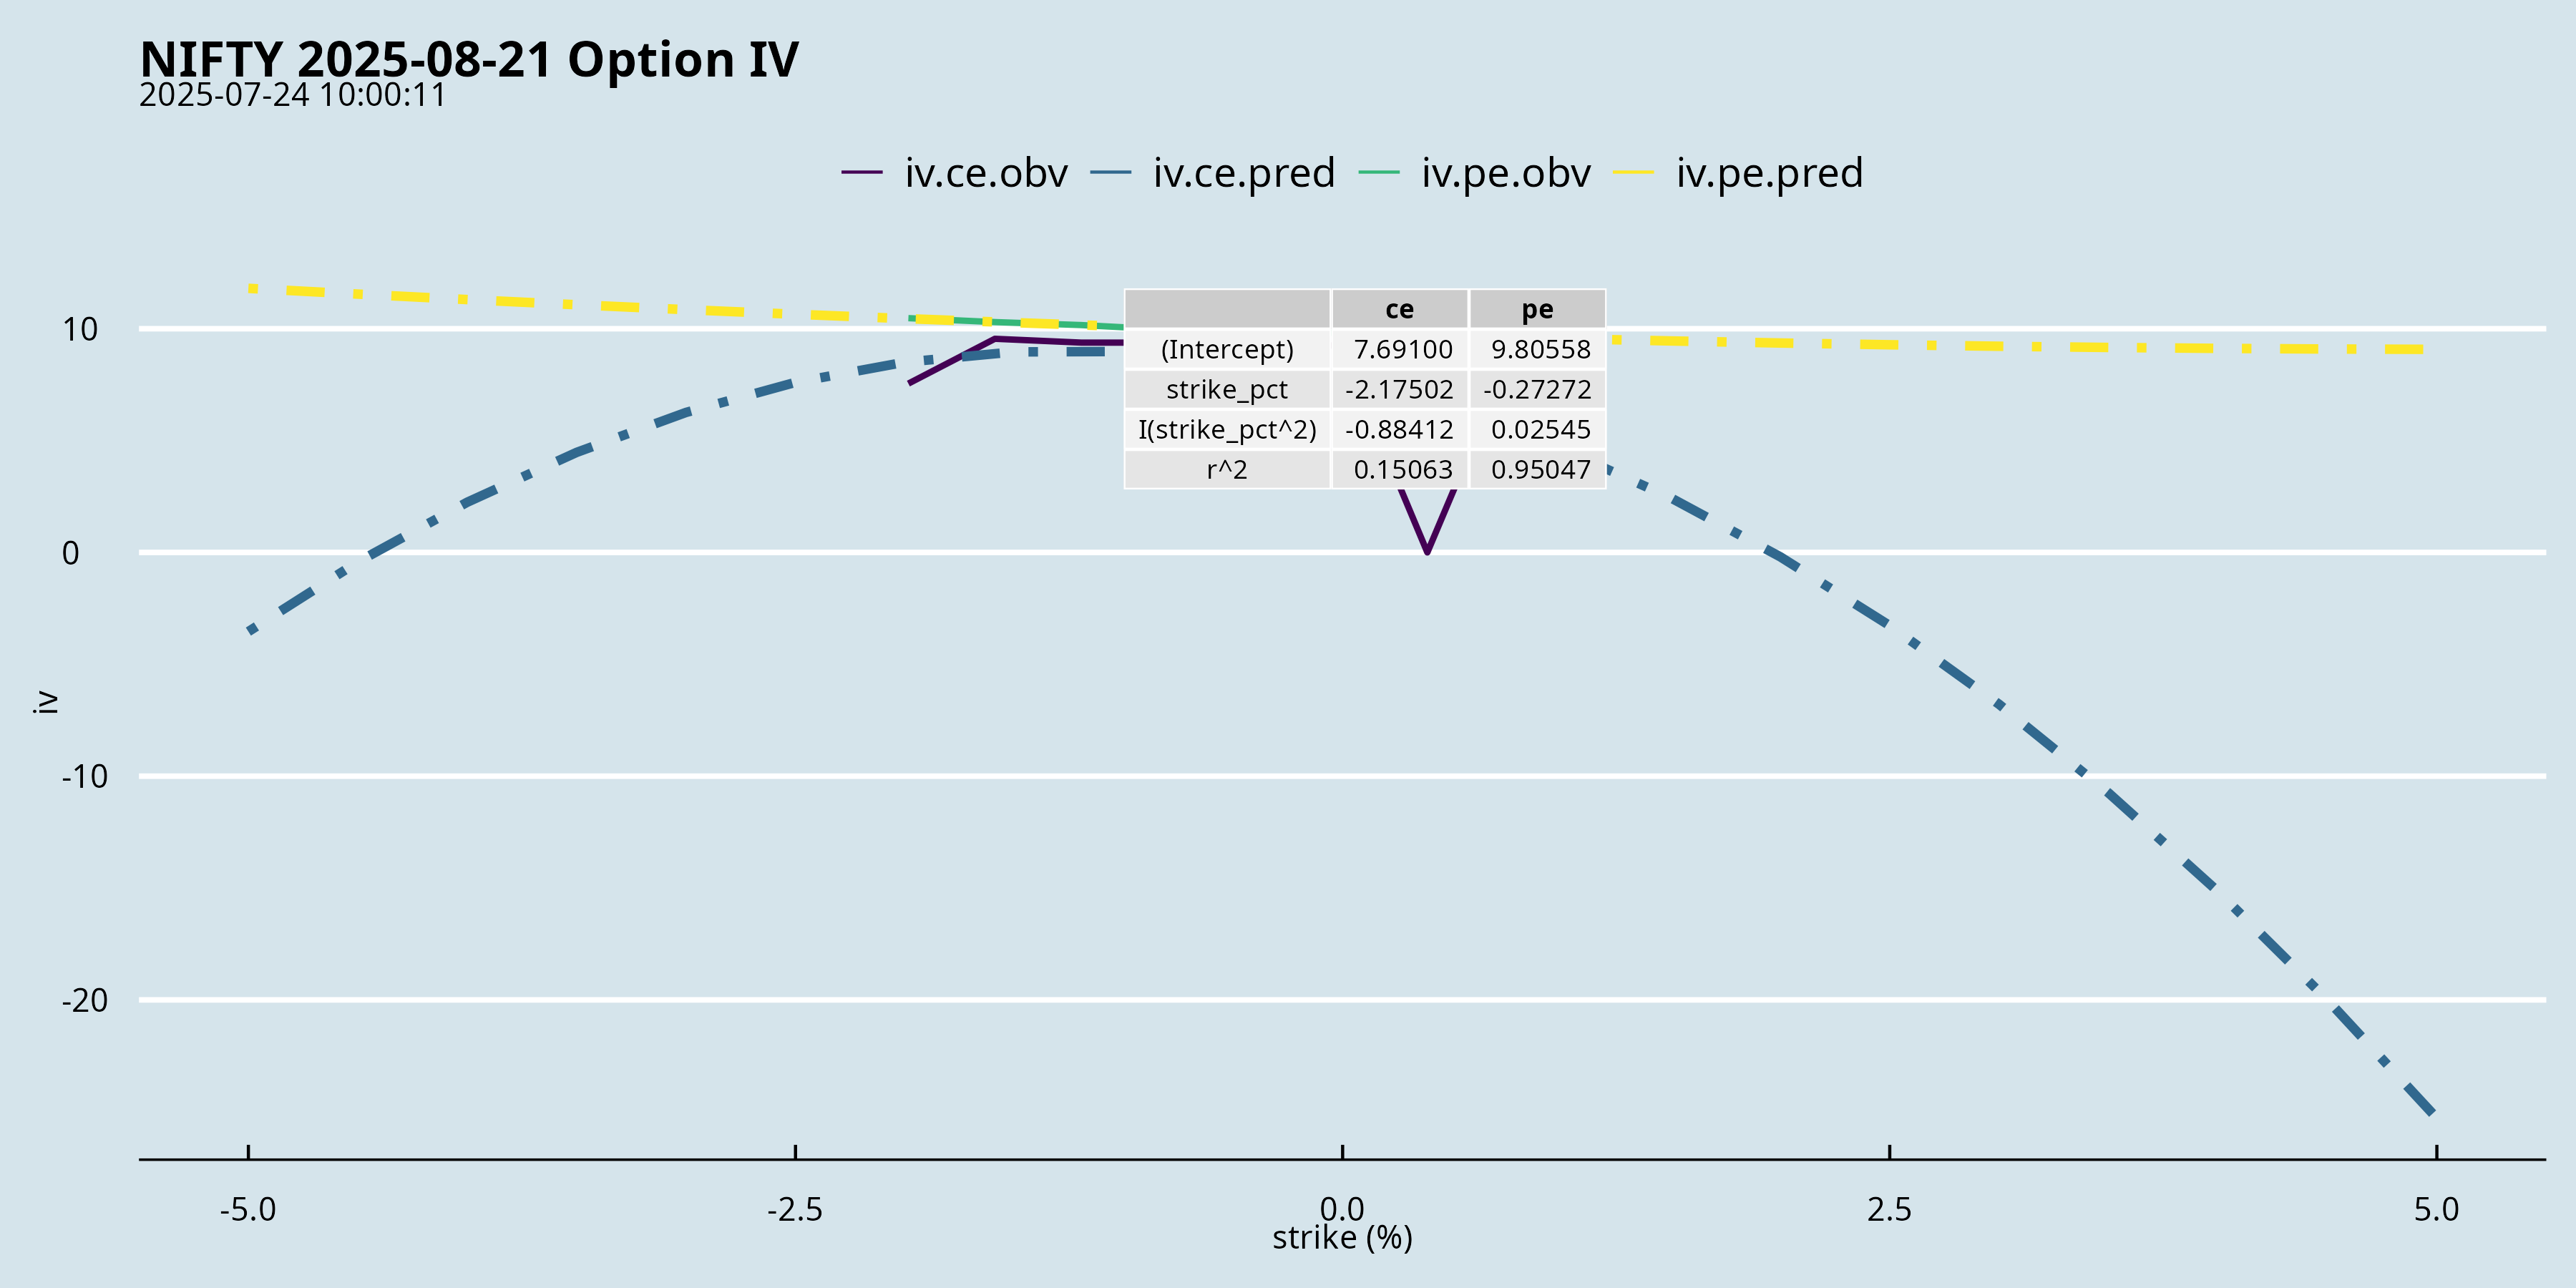 NIFTY 2025-08-21 Option IV
2025-07-24 10:00:11
iv.ce.obv iv.ce.pred iv.pe.obv iv.pe.pred
ce pe
(Intercept) 7.69100 9.80558
strike_pct -2.17502 -0.27272
I(strike_pct^2) -0.88412 0.02545
r^2 0.15063 0.95047
10
0
-10
-20
iv
-5.0 -2.5 0.0 2.5 5.0
strike (%)